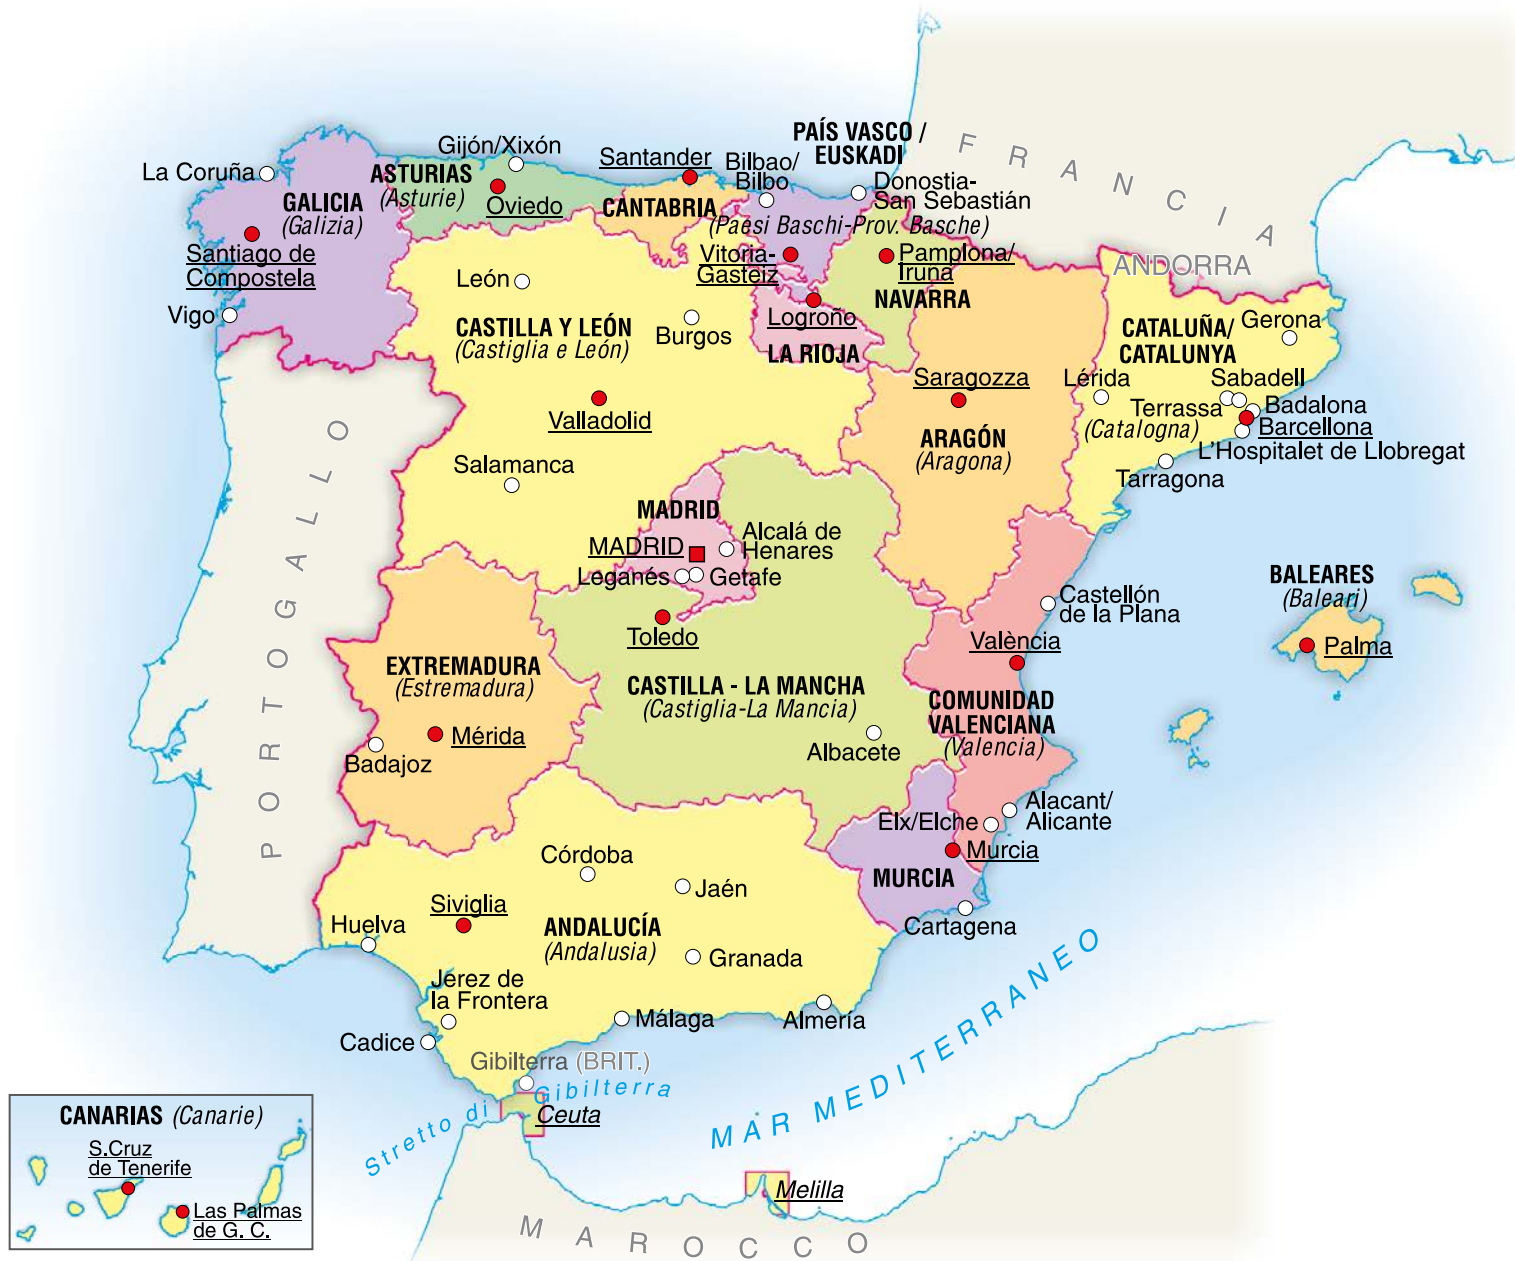 FRANCIA
ANDORRA
PORTOGALLO
MAROCCO
MAR MEDITERRANEO
Stretto di Gibilterra
La Coruña
GALICIA
(Galizia)
Santiago de
Compostela
Vigo
ASTURIAS
(Asturie)
Gijón/Xixón
Oviedo
Santander
CANTABRIA
PAÍS VASCO /
EUSKADI
(Paesi Baschi-Prov. Basche)
Bilbao/
Bilbo
Donostia-
San Sebastián
Vitoria-
Gasteiz
Pamplona/
Iruna
NAVARRA
Logroño
LA RIOJA
León
CASTILLA Y LEÓN
(Castiglia e León)
Burgos
Valladolid
Salamanca
Saragozza
ARAGÓN
(Aragona)
CATALUÑA/
CATALUNYA
(Catalogna)
Gerona
Lérida
Sabadell
Terrassa
Badalona
Barcellona
L'Hospitalet de Llobregat
Tarragona
MADRID
MADRID
Alcalá de
Henares
Leganés
Getafe
Toledo
CASTILLA - LA MANCHA
(Castiglia-La Mancia)
Albacete
EXTREMADURA
(Estremadura)
Mérida
Badajoz
Castellón
de la Plana
València
COMUNIDAD
VALENCIANA
(Valencia)
Alacant/
Alicante
Elx/Elche
BALEARES
(Baleari)
Palma
Murcia
MURCIA
Cartagena
Córdoba
Jaén
Siviglia
ANDALUCÍA
(Andalusia)
Huelva
Granada
Jerez de
la Frontera
Málaga
Almería
Cadice
Gibilterra (BRIT.)
Ceuta
Melilla
CANARIAS (Canarie)
S.Cruz
de Tenerife
Las Palmas
de G. C.